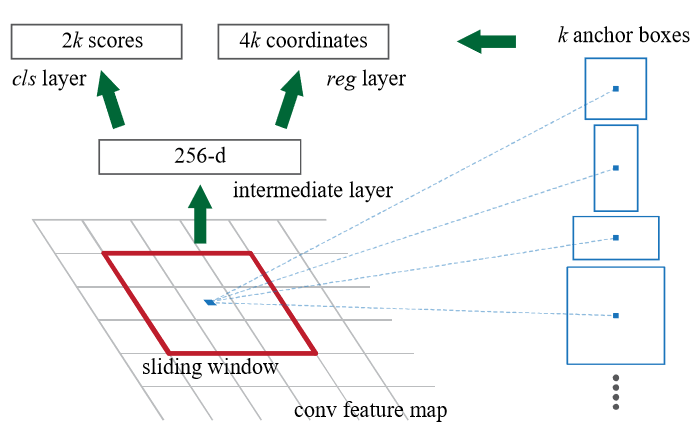 2k scores
4k coordinates
k anchor boxes
cls layer
reg layer
256-d
intermediate layer
sliding window
conv feature map